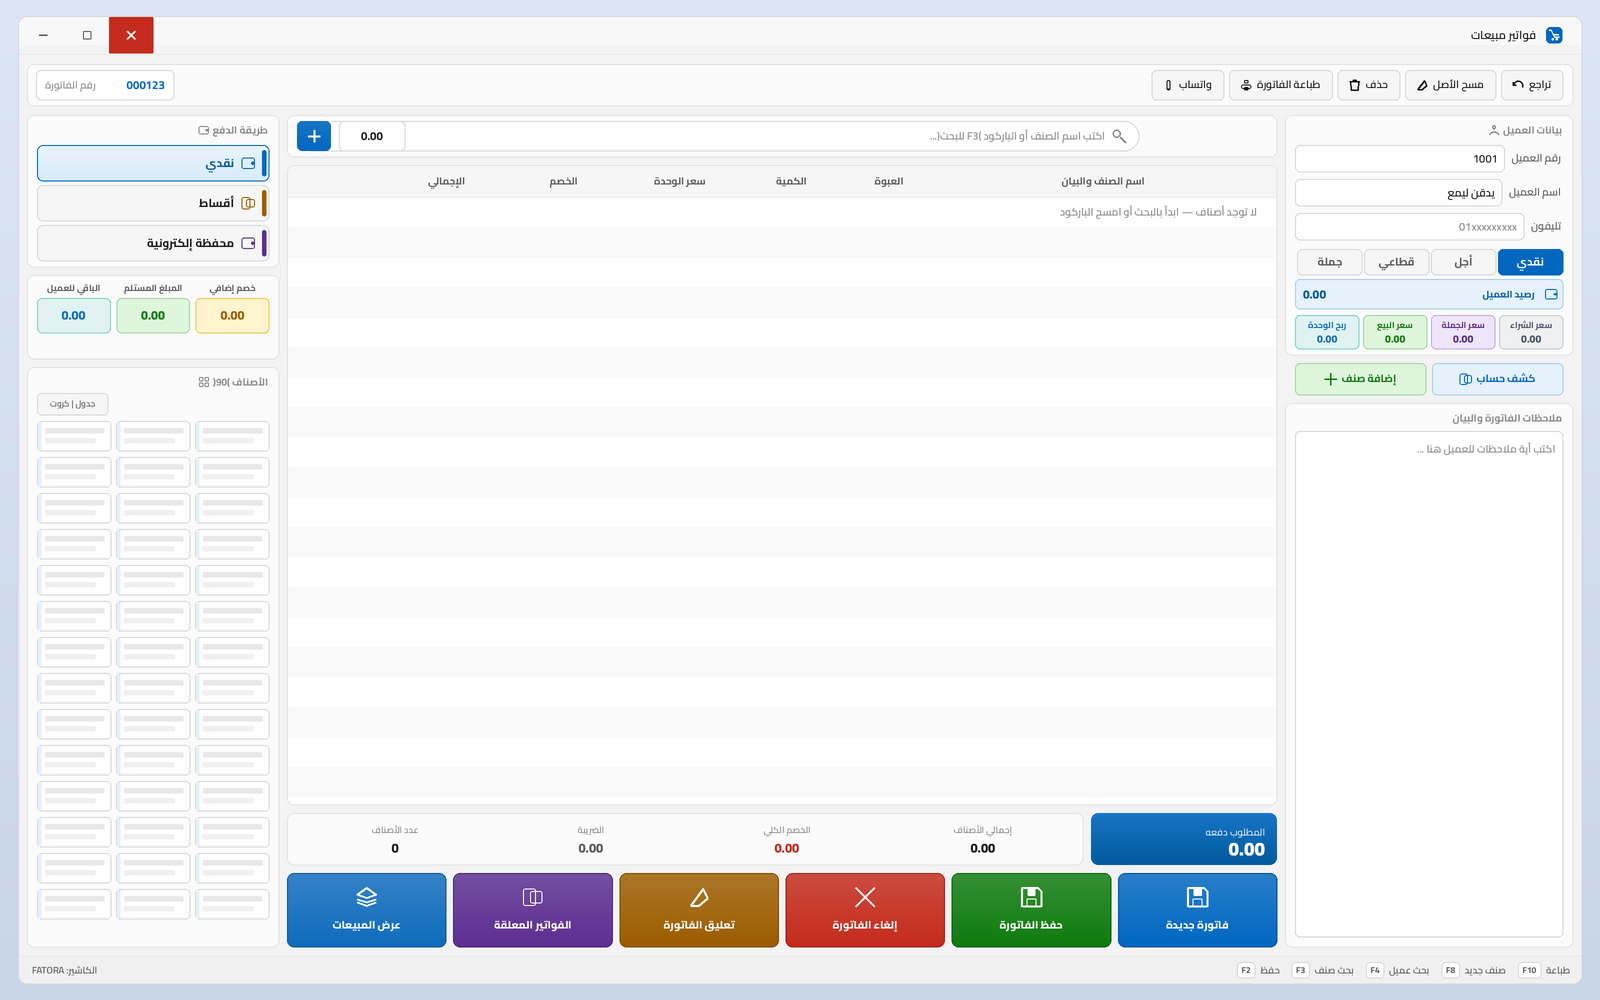 فواتير مبيعات
تراجع
مسح الأصل
حذف
طباعة الفاتورة
واتساب
رقم الفاتورة 000123
بيانات العميل
رقم العميل 1001
اسم العميل يدقن ليمع
تليفون 01xxxxxxxxx
نقدي أجل قطاعي جملة
رصيد العميل 0.00
سعر الشراء سعر الجملة سعر البيع ربح الوحدة
0.00 0.00 0.00 0.00
كشف حساب
إضافة صنف
ملاحظات الفاتورة والبيان
اكتب أية ملاحظات للعميل هنا ...
اكتب اسم الصنف أو الباركود )F3 للبحث(...
0.00
اسم الصنف والبيان العبوة الكمية سعر الوحدة الخصم الإجمالي
لا توجد أصناف — ابدأ بالبحث أو امسح الباركود
المطلوب دفعه
0.00
إجمالي الأصناف الخصم الكلي الضريبة عدد الأصناف
0.00 0.00 0.00 0
فاتورة جديدة
حفظ الفاتورة
إلغاء الفاتورة
تعليق الفاتورة
الفواتير المعلقة
عرض المبيعات
طريقة الدفع
نقدي
أقساط
محفظة إلكترونية
خصم إضافي المبلغ المستلم الباقي للعميل
0.00 0.00 0.00
الأصناف )90(
جدول | كروت
طباعة F10 صنف جديد F8 بحث عميل F4 بحث صنف F3 حفظ F2
الكاشير: FATORA